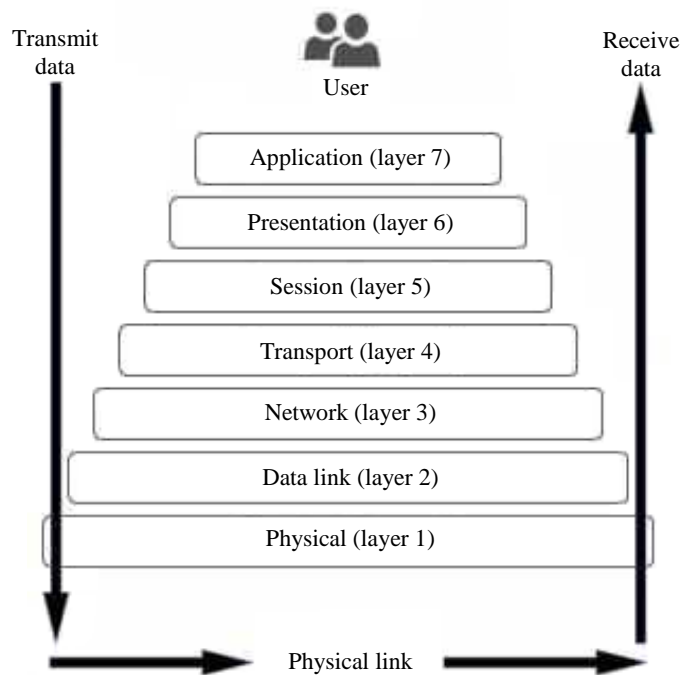 Transmit
data
User
Receive
data
Application (layer 7)
Presentation (layer 6)
Session (layer 5)
Transport (layer 4)
Network (layer 3)
Data link (layer 2)
Physical (layer 1)
Physical link